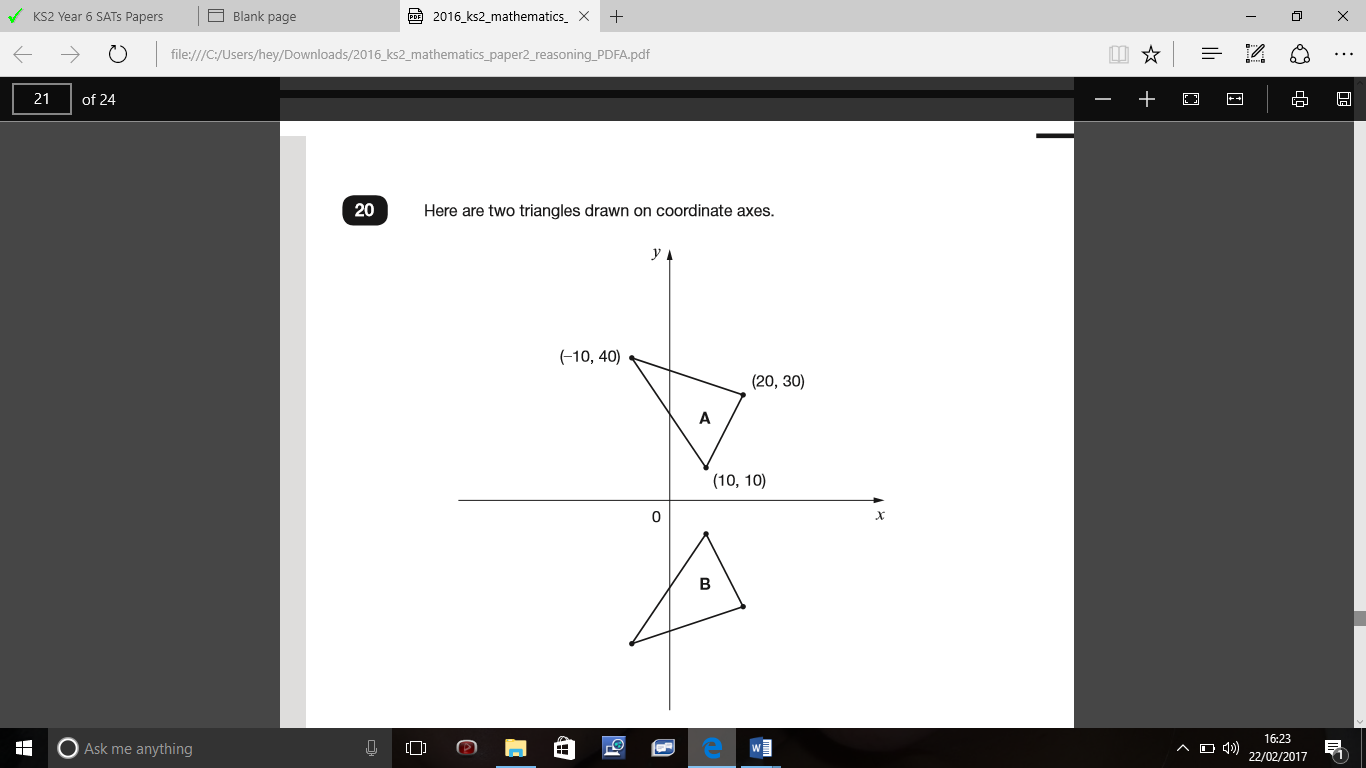 KS2 Year 6 SATs Papers
Blank page
PDF
2016_ks2_mathematics_
file:///C:/Users/hey/Downloads/2016_ks2_mathematics_paper2_reasoning_PDFA.pdf
21 of 24
20 Here are two triangles drawn on coordinate axes.
y
(−10, 40)
(20, 30)
A
(10, 10)
0
x
B
Ask me anything
16:23
22/02/2017
1